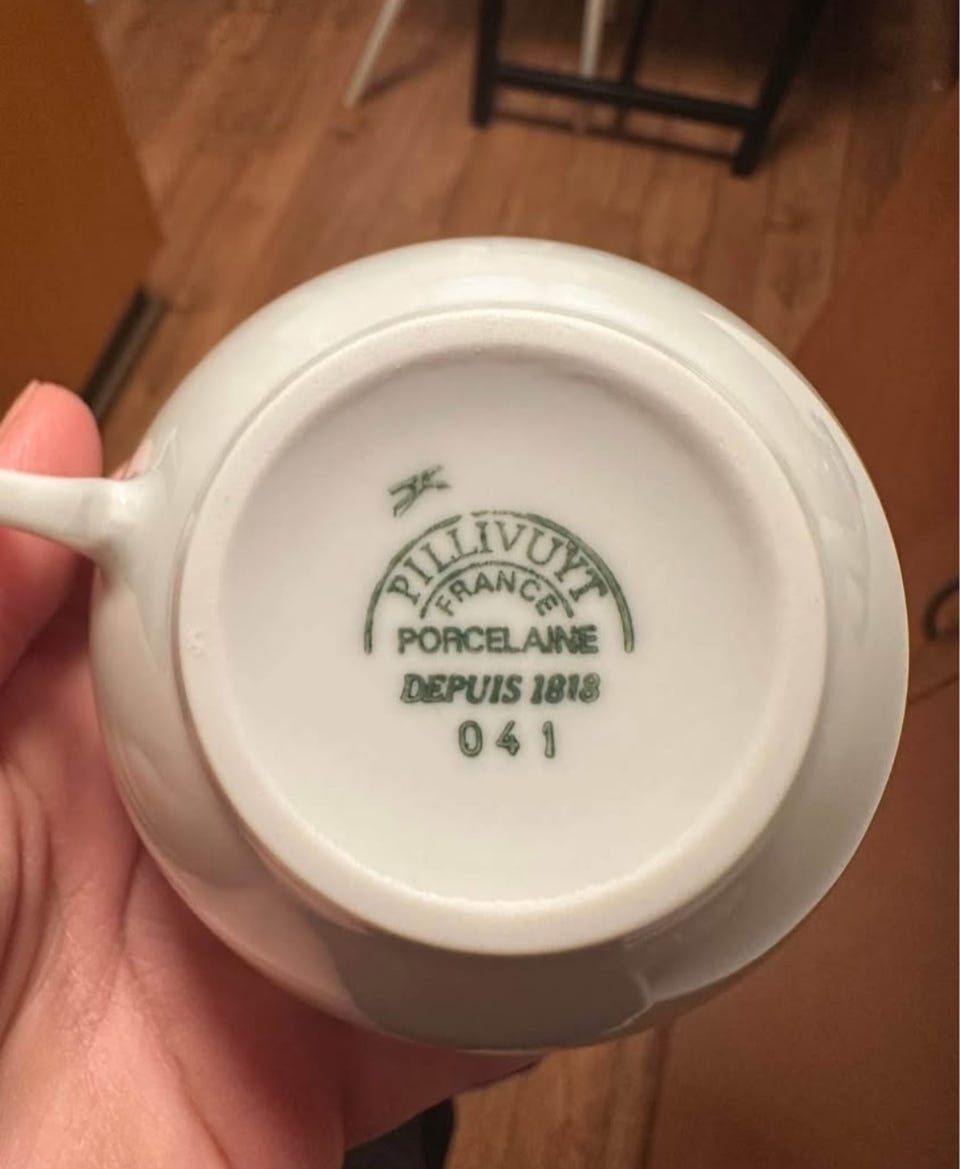 PILLIVUYT
FRANCE
PORCELAINE
DEPUIS 1818
041